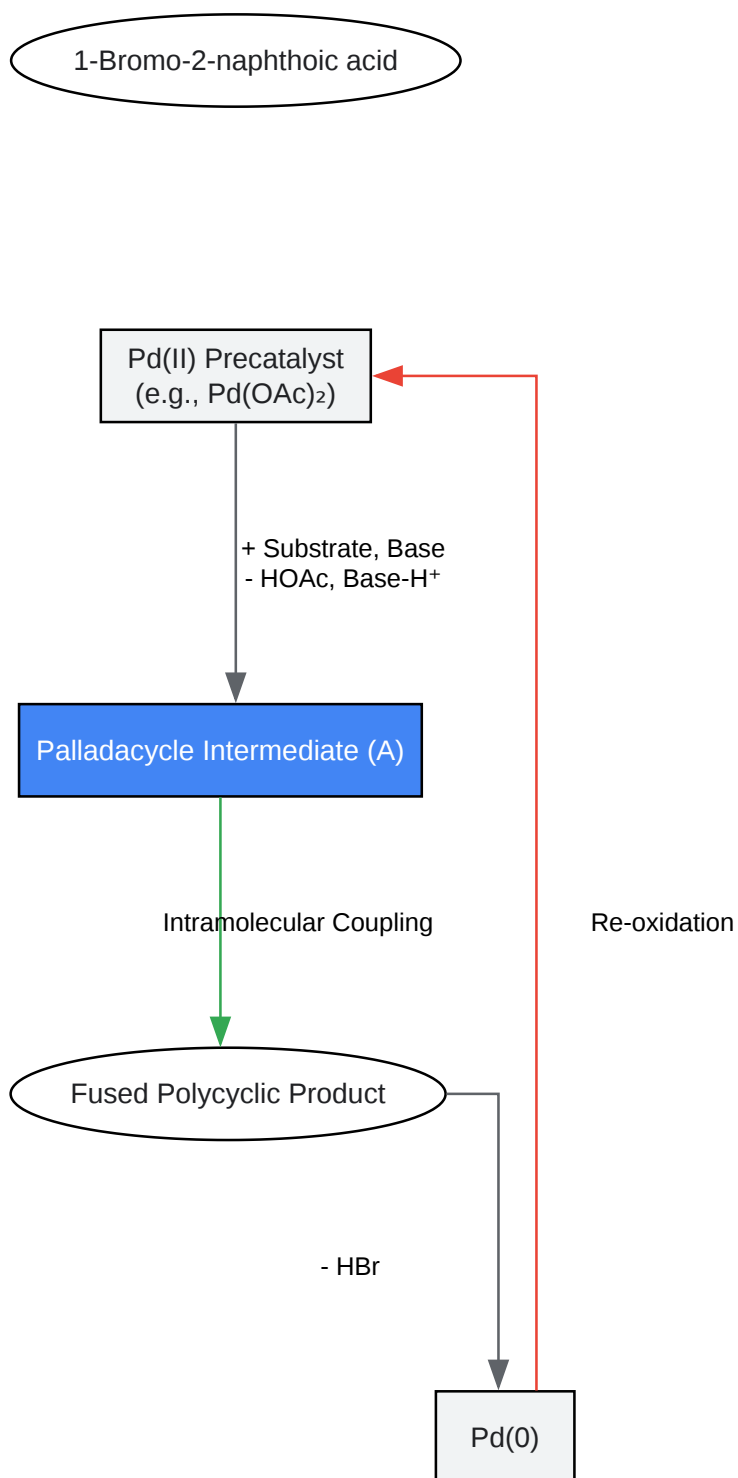 1-Bromo-2-naphthoic acid
Pd(II) Precatalyst
(e.g., Pd(OAc)₂)
+ Substrate, Base
- HOAc, Base-H⁺
Palladacycle Intermediate (A)
Intramolecular Coupling
Re-oxidation
Fused Polycyclic Product
- HBr
Pd(0)